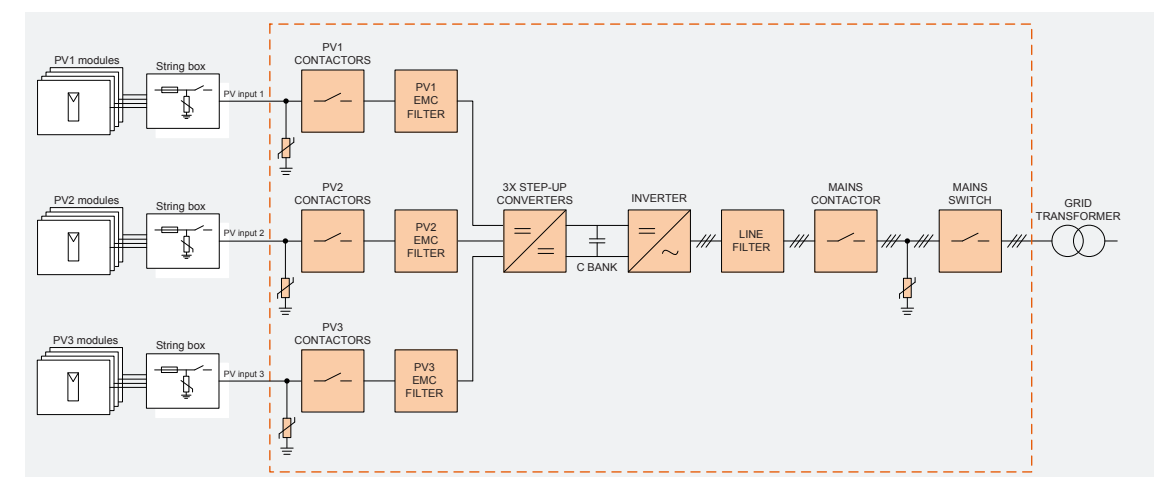 PV1 modules
String box
PV input 1
PV1
CONTACTORS
PV1
EMC
FILTER
PV2 modules
String box
PV input 2
PV2
CONTACTORS
PV2
EMC
FILTER
3X STEP-UP
CONVERTERS
C BANK
INVERTER
LINE
FILTER
MAINS
CONTACTOR
MAINS
SWITCH
GRID
TRANSFORMER
PV3 modules
String box
PV input 3
PV3
CONTACTORS
PV3
EMC
FILTER